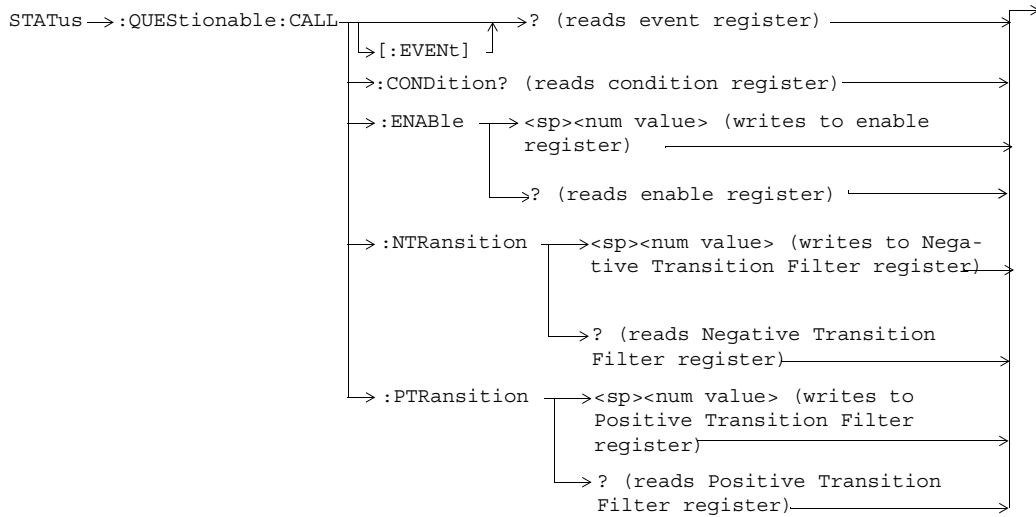 STATus :QUEStionable:CALL ? (reads event register)
[:EVENt]
:CONDition? (reads condition register)
:ENABle <sp><num value> (writes to enable
register)
? (reads enable register)
:NTRansition <sp><num value> (writes to Nega-
tive Transition Filter register)
? (reads Negative Transition
Filter register)
:PTRansition <sp><num value> (writes to
Positive Transition Filter
register)
? (reads Positive Transition
Filter register)